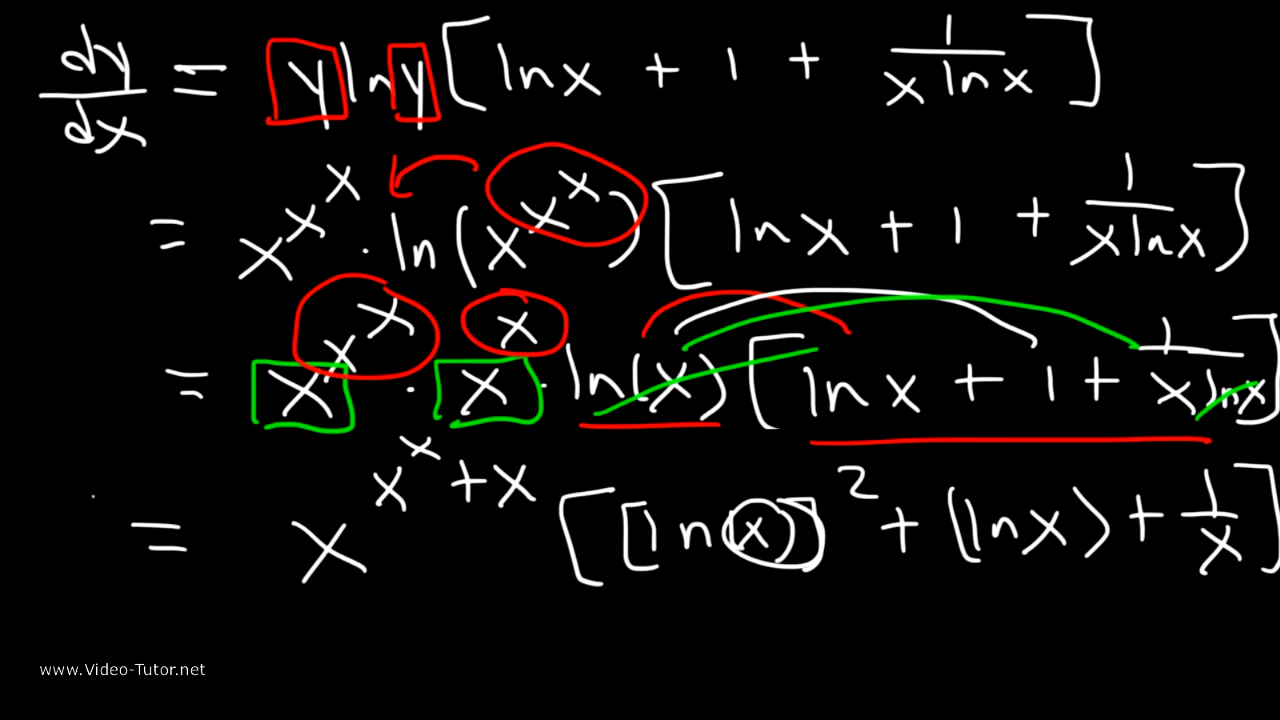 dy/dx = y ln y [ln x + 1 + 1/(x ln x)]
= x^x^x · ln(x^x^x) [ln x + 1 + 1/(x ln x)]
= x^x^x · x^x · ln(x) [ln x + 1 + 1/(x ln x)]
= x^(x^x + x) [[ln(x)]^2 + (ln x) + 1/x]
www.Video-Tutor.net